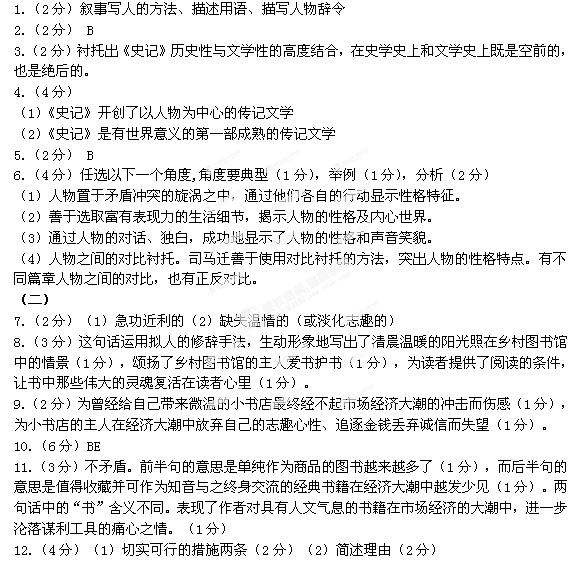 1.（2分）叙事写人的方法、描述用语、描写人物辞令
2.（2分） B
3.（2分）衬托出《史记》历史性与文学性的高度结合，在史学史上和文学史上既是空前的，
也是绝后的。
4.（4分）
（1）《史记》开创了以人物为中心的传记文学
（2）《史记》是有世界意义的第一部成熟的传记文学
5.（2分） B
6.（4分）任选以下一个角度,角度要典型（1分），举例（1分），分析（2分）
（1）人物置于矛盾冲突的旋涡之中，通过他们各自的行动显示性格特征。
（2）善于选取富有表现力的生活细节，揭示人物的性格及内心世界。
（3）通过人物的对话、独白，成功地显示了人物的性格和声音笑貌。
（4）人物之间的对比衬托。司马迁善于使用对比衬托的方法，突出人物的性格特点。有不
同篇章人物之间的对比，也有正反对比。
（二）
7.（2分）（1）急功近利的（2）缺失温情的（或淡化志趣的）
8.（3分）这句话运用拟人的修辞手法，生动形象地写出了清晨温暖的阳光照在乡村图书馆
中的情景（1分），颂扬了乡村图书馆的主人爱书护书（1分），为读者提供了阅读的条件，
让书中那些伟大的灵魂复活在读者心里（1分）。
9.（2分）为曾经给自己带来微温的小书店最终经不起市场经济大潮的冲击而伤感（1分），
为小书店的主人在经济大潮中放弃自己的志趣心性、追逐金钱丢弃诚信而失望（1分）。
10.（6分）BE
11.（3分）不矛盾。前半句的意思是单纯作为商品的图书越来越多了（1分），而后半句的
意思是值得收藏并可作为知音与之终身交流的经典书籍在经济大潮中越发少见（1分）。两
句话中的“书”含义不同。表现了作者对具有人文气息的书籍在市场经济的大潮中，进一步
沦落谋利工具的痛心之情。（1分）
12.（4分）（1）切实可行的措施两条（2分）（2）简述理由（2分）